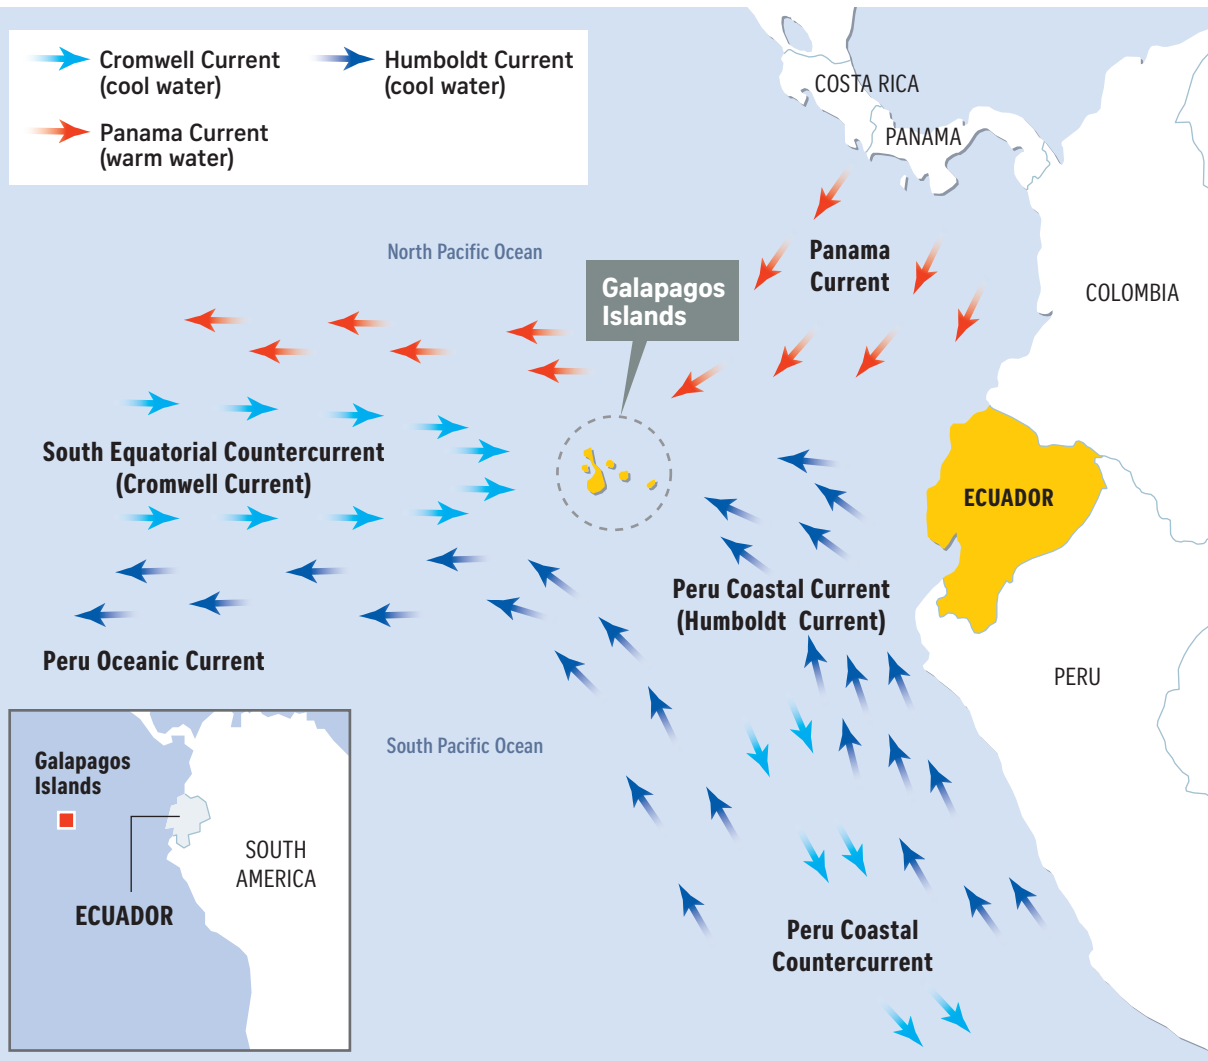 Cromwell Current
(cool water)
Humboldt Current
(cool water)
Panama Current
(warm water)
COSTA RICA
PANAMA
North Pacific Ocean
Panama
Current
Galapagos
Islands
COLOMBIA
South Equatorial Countercurrent
(Cromwell Current)
ECUADOR
Peru Coastal Current
(Humboldt Current)
Peru Oceanic Current
PERU
South Pacific Ocean
Galapagos
Islands
SOUTH
AMERICA
ECUADOR
Peru Coastal
Countercurrent